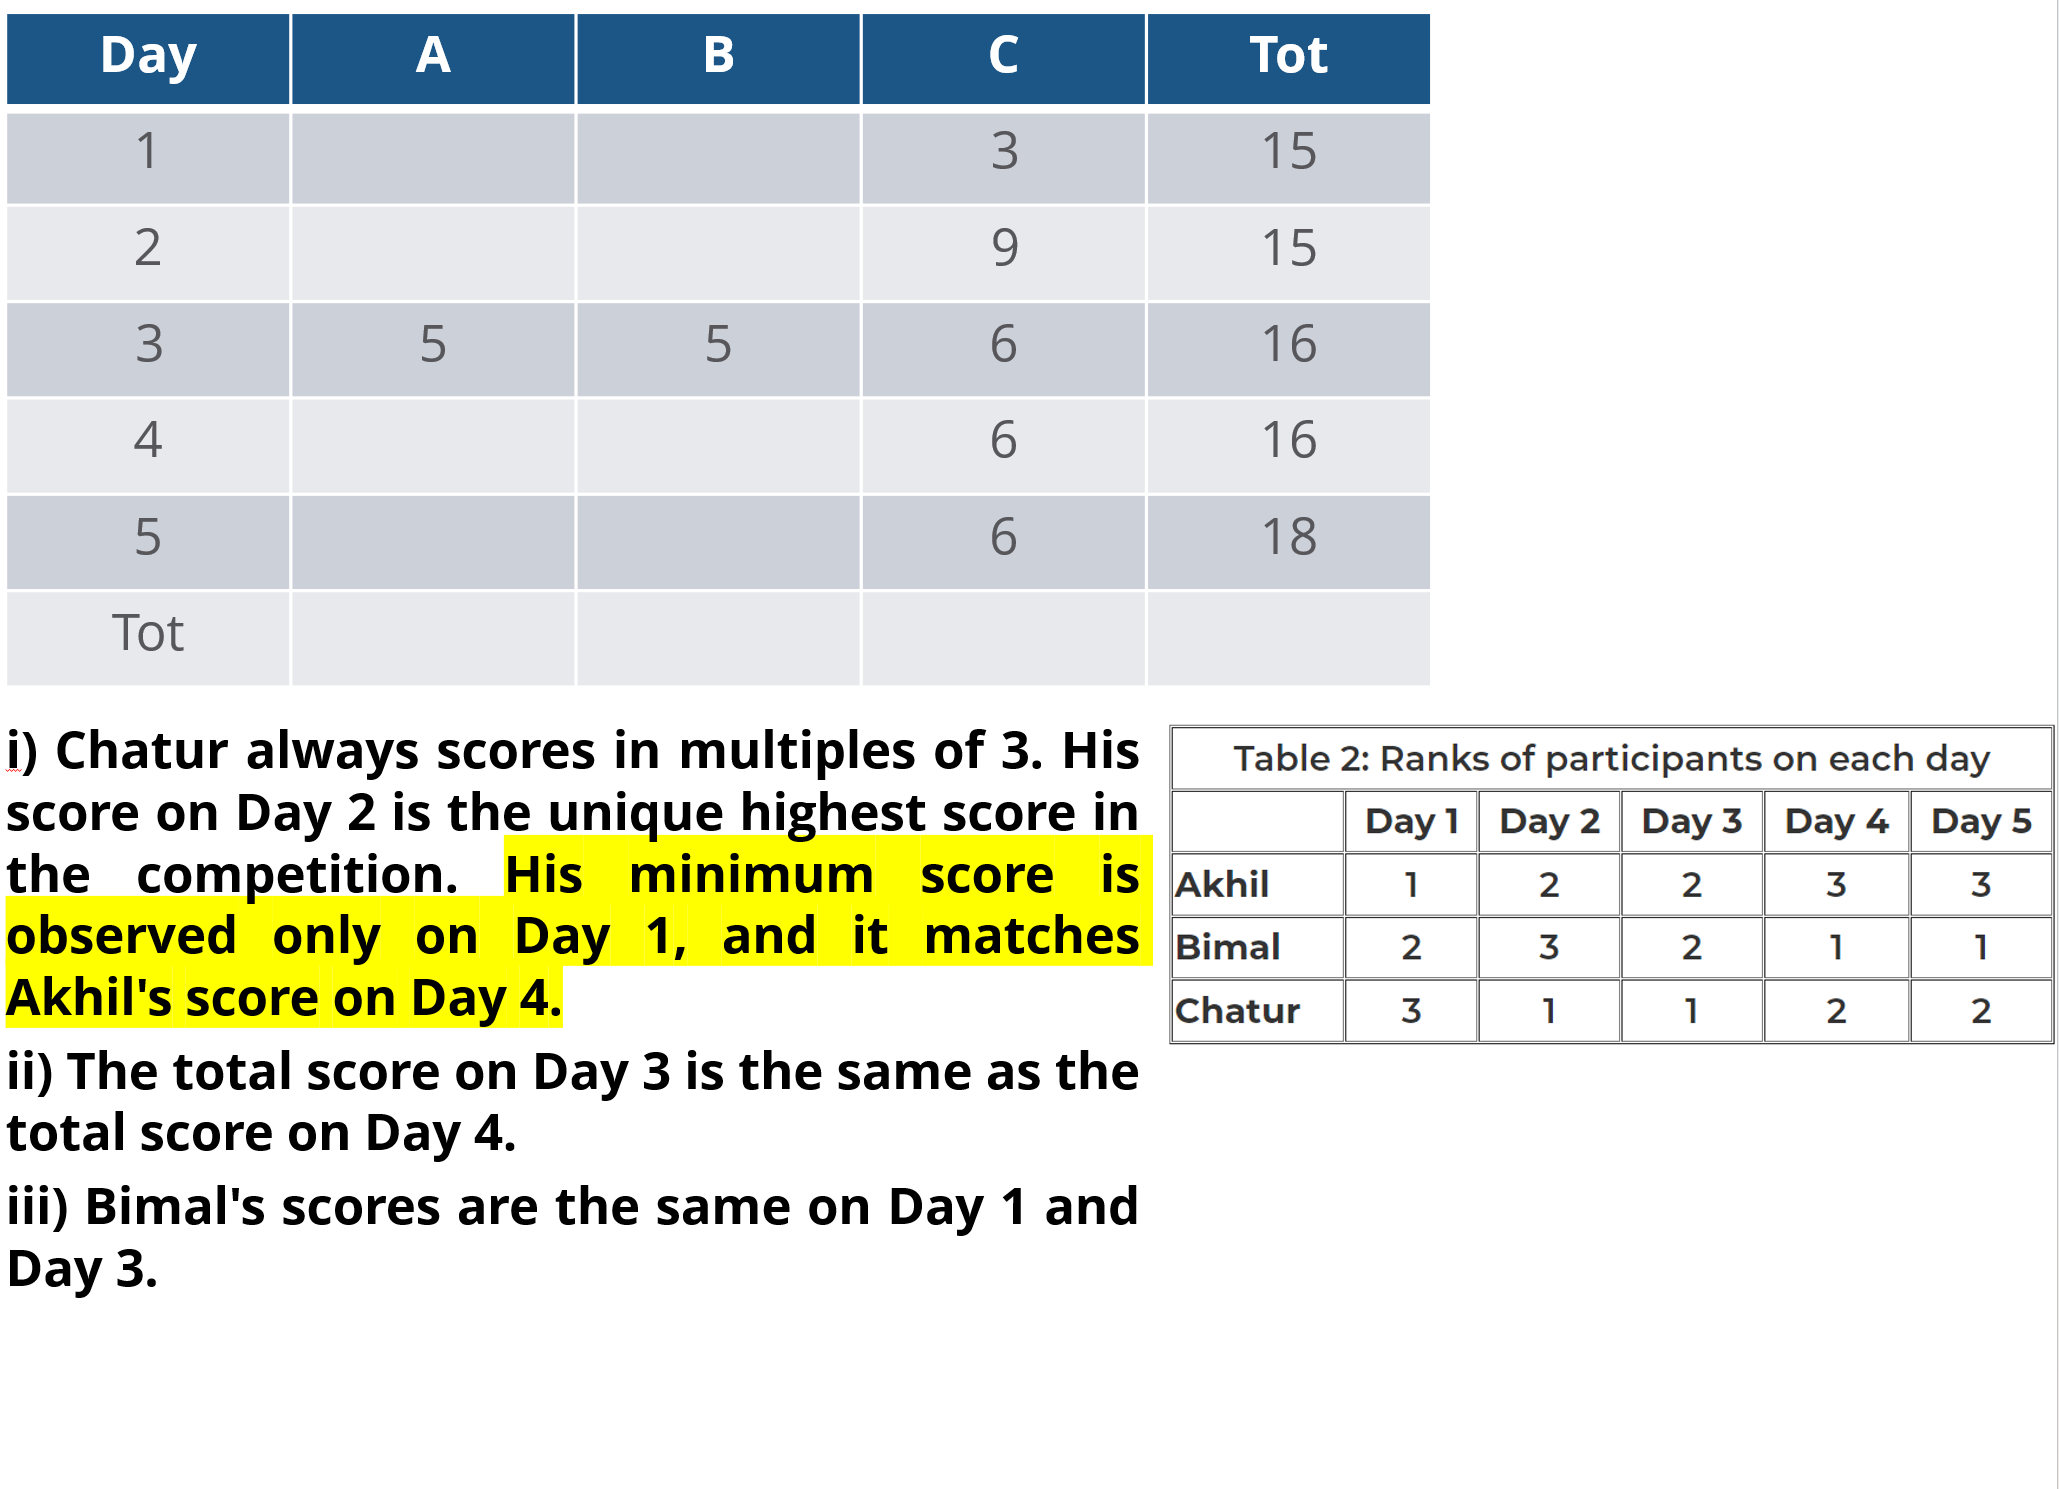 Day A B C Tot
1 3 15
2 9 15
3 5 5 6 16
4 6 16
5 6 18
Tot
i) Chatur always scores in multiples of 3. His
score on Day 2 is the unique highest score in
the competition. His minimum score is
observed only on Day 1, and it matches
Akhil's score on Day 4.
ii) The total score on Day 3 is the same as the
total score on Day 4.
iii) Bimal's scores are the same on Day 1 and
Day 3.
Table 2: Ranks of participants on each day
Day 1 Day 2 Day 3 Day 4 Day 5
Akhil 1 2 2 3 3
Bimal 2 3 2 1 1
Chatur 3 1 1 2 2